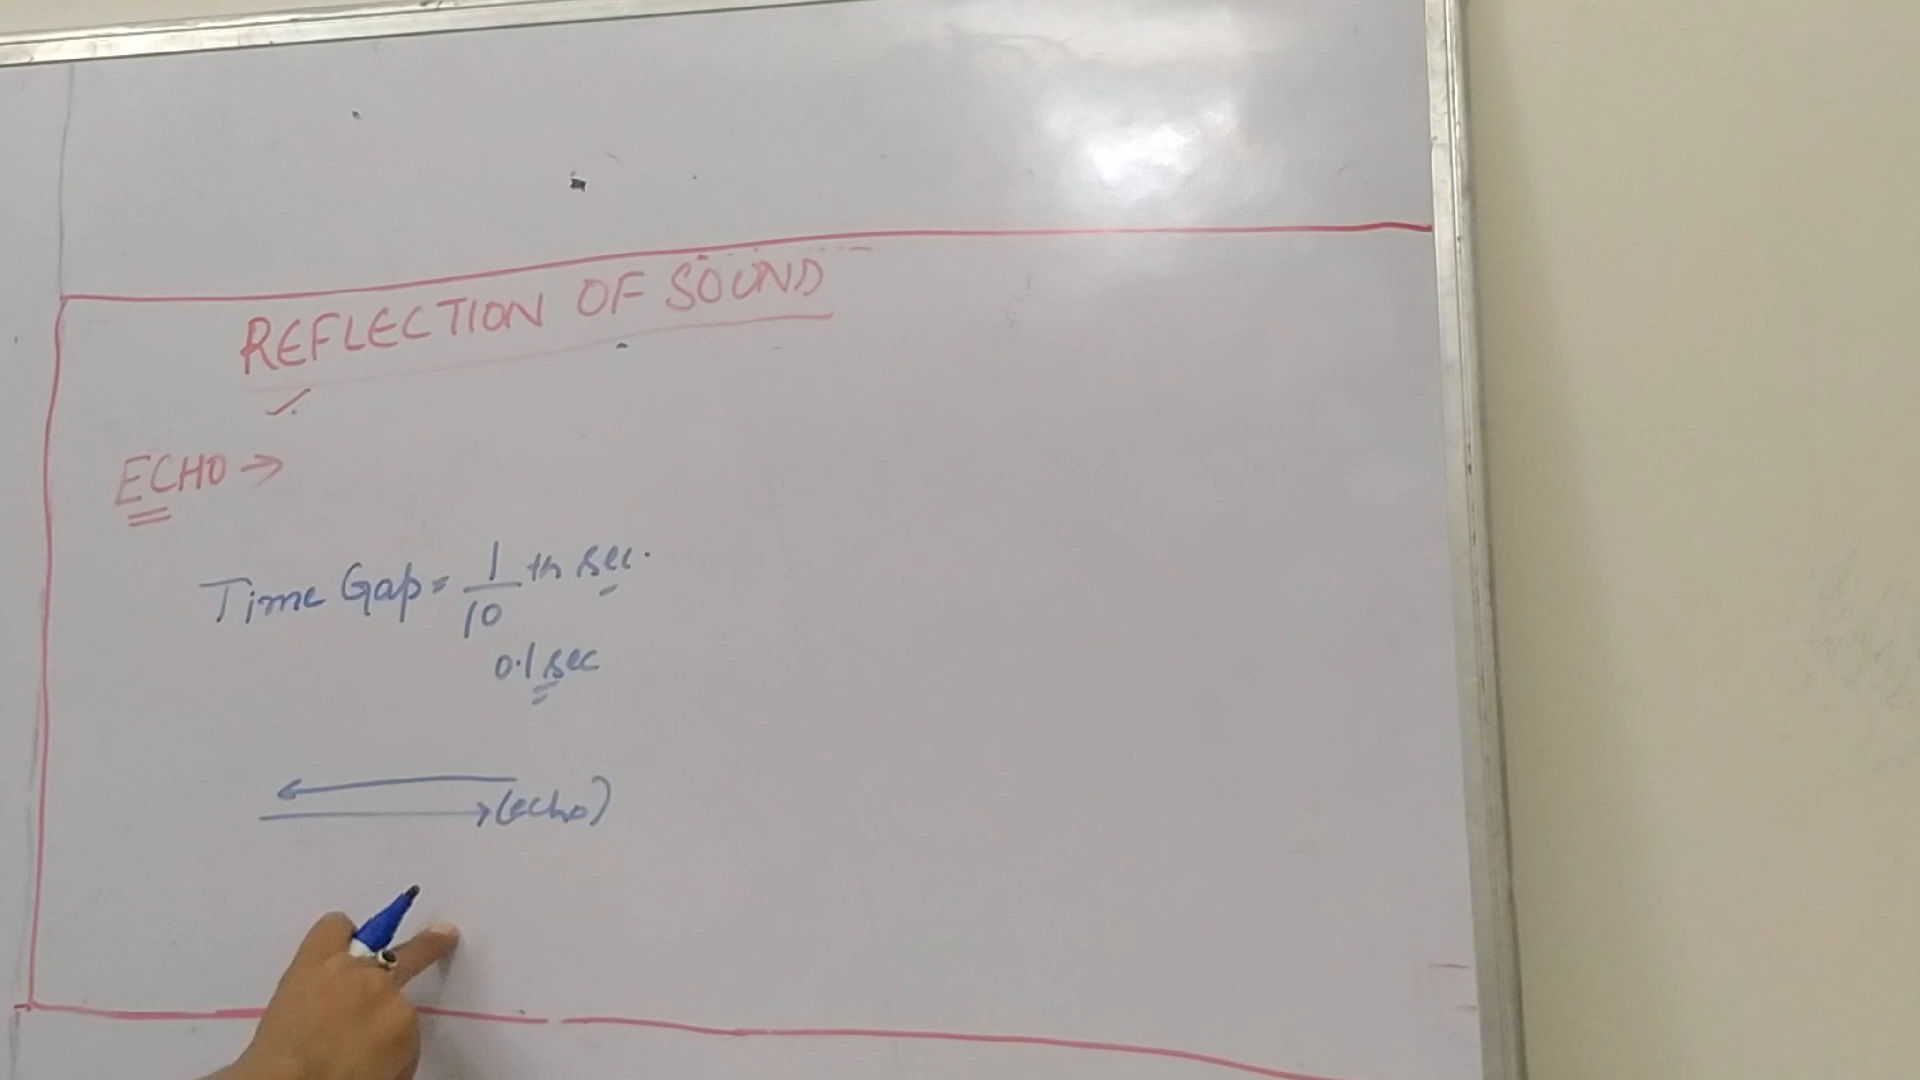 REFLECTION OF SOUND
ECHO →
Time Gap = 1/10 th sec.
0.1 sec
(echo)